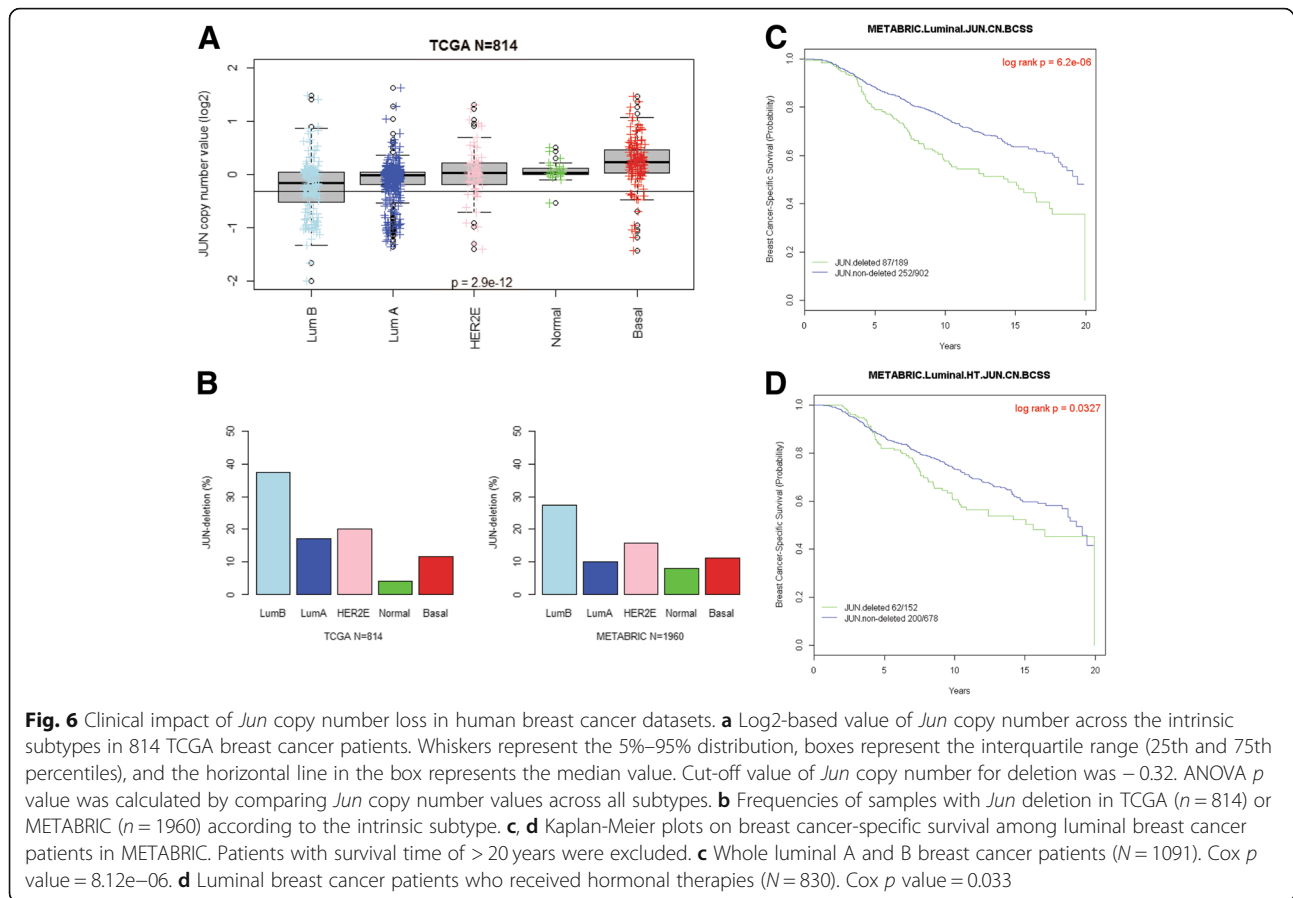 A
TCGA N=814
JUN copy number value (log2)
2
1
0
-1
-2
p = 2.9e-12
Lum B
Lum A
HER2E
Normal
Basal
B
JUN-deletion (%)
50
40
30
20
10
0
LumB LumA HER2E Normal Basal
TCGA N=814
JUN-deletion (%)
50
40
30
20
10
0
LumB LumA HER2E Normal Basal
METABRIC N=1960
C
METABRIC.Luminal.JUN.CN.BCSS
log rank p = 6.2e-06
Breast Cancer-Specific Survival (Probability)
1.0
0.8
0.6
0.4
0.2
0.0
JUN.deleted 87/189
JUN.non-deleted 252/902
0 5 10 15 20
Years
D
METABRIC.Luminal.HT.JUN.CN.BCSS
log rank p = 0.0327
Breast Cancer-Specific Survival (Probability)
1.0
0.8
0.6
0.4
0.2
0.0
JUN.deleted 62/152
JUN.non-deleted 200/678
0 5 10 15 20
Years
Fig. 6 Clinical impact of Jun copy number loss in human breast cancer datasets. a Log2-based value of Jun copy number across the intrinsic
subtypes in 814 TCGA breast cancer patients. Whiskers represent the 5%–95% distribution, boxes represent the interquartile range (25th and 75th
percentiles), and the horizontal line in the box represents the median value. Cut-off value of Jun copy number for deletion was − 0.32. ANOVA p
value was calculated by comparing Jun copy number values across all subtypes. b Frequencies of samples with Jun deletion in TCGA (n = 814) or
METABRIC (n = 1960) according to the intrinsic subtype. c, d Kaplan-Meier plots on breast cancer-specific survival among luminal breast cancer
patients in METABRIC. Patients with survival time of > 20 years were excluded. c Whole luminal A and B breast cancer patients (N = 1091). Cox p
value = 8.12e−06. d Luminal breast cancer patients who received hormonal therapies (N = 830). Cox p value = 0.033